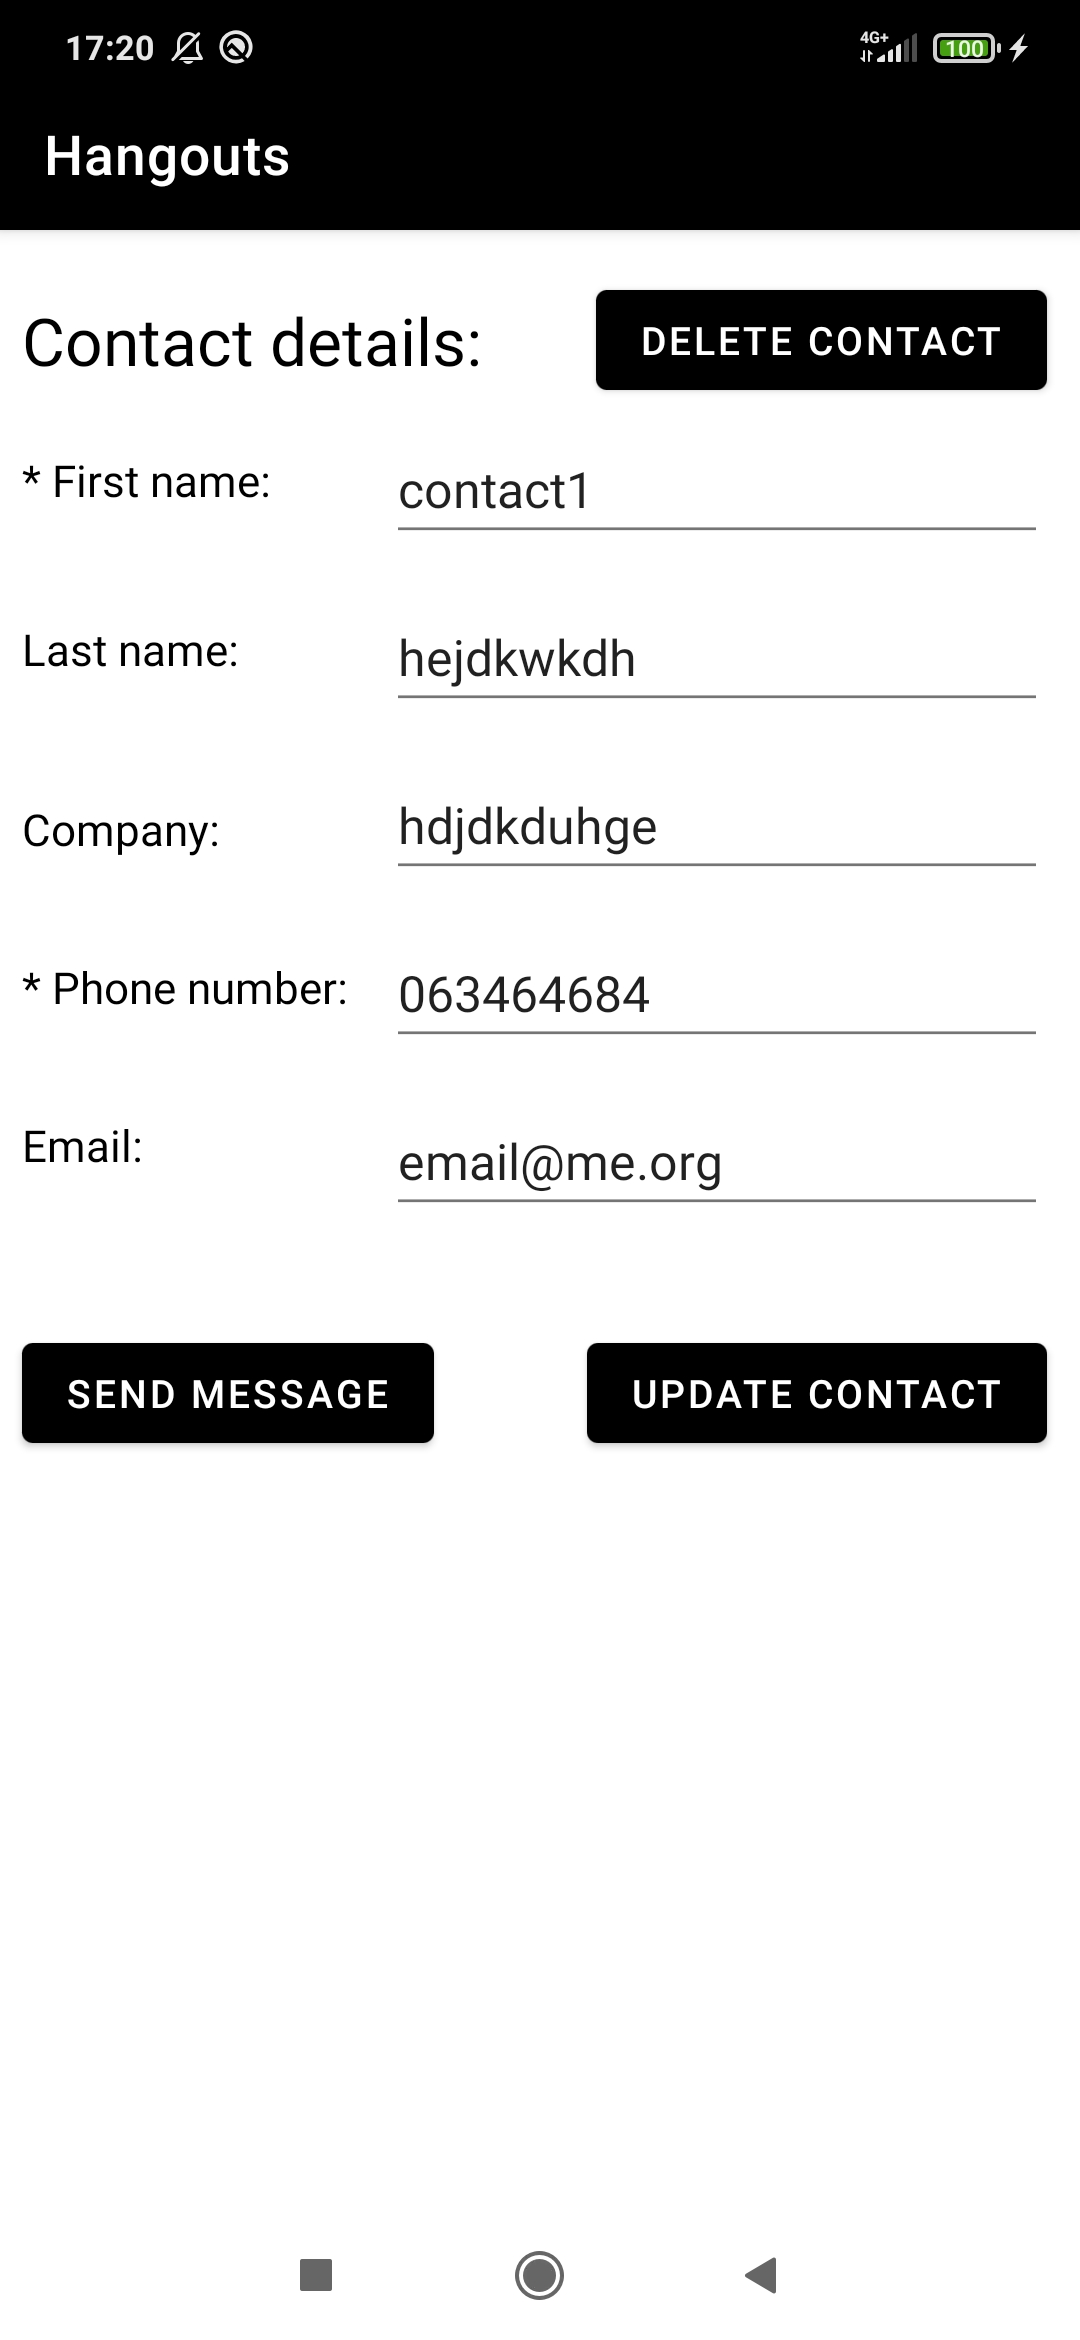 17:20 4G+ 100
Hangouts
Contact details: DELETE CONTACT
* First name: contact1
Last name: hejdkwkdh
Company: hdjdkduhge
* Phone number: 063464684
Email: email@me.org
SEND MESSAGE UPDATE CONTACT